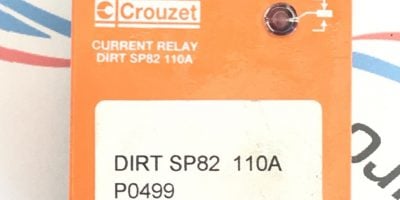 Crouzet
CURRENT RELAY
DIRT SP82 110A
DIRT SP82 110A
P0499